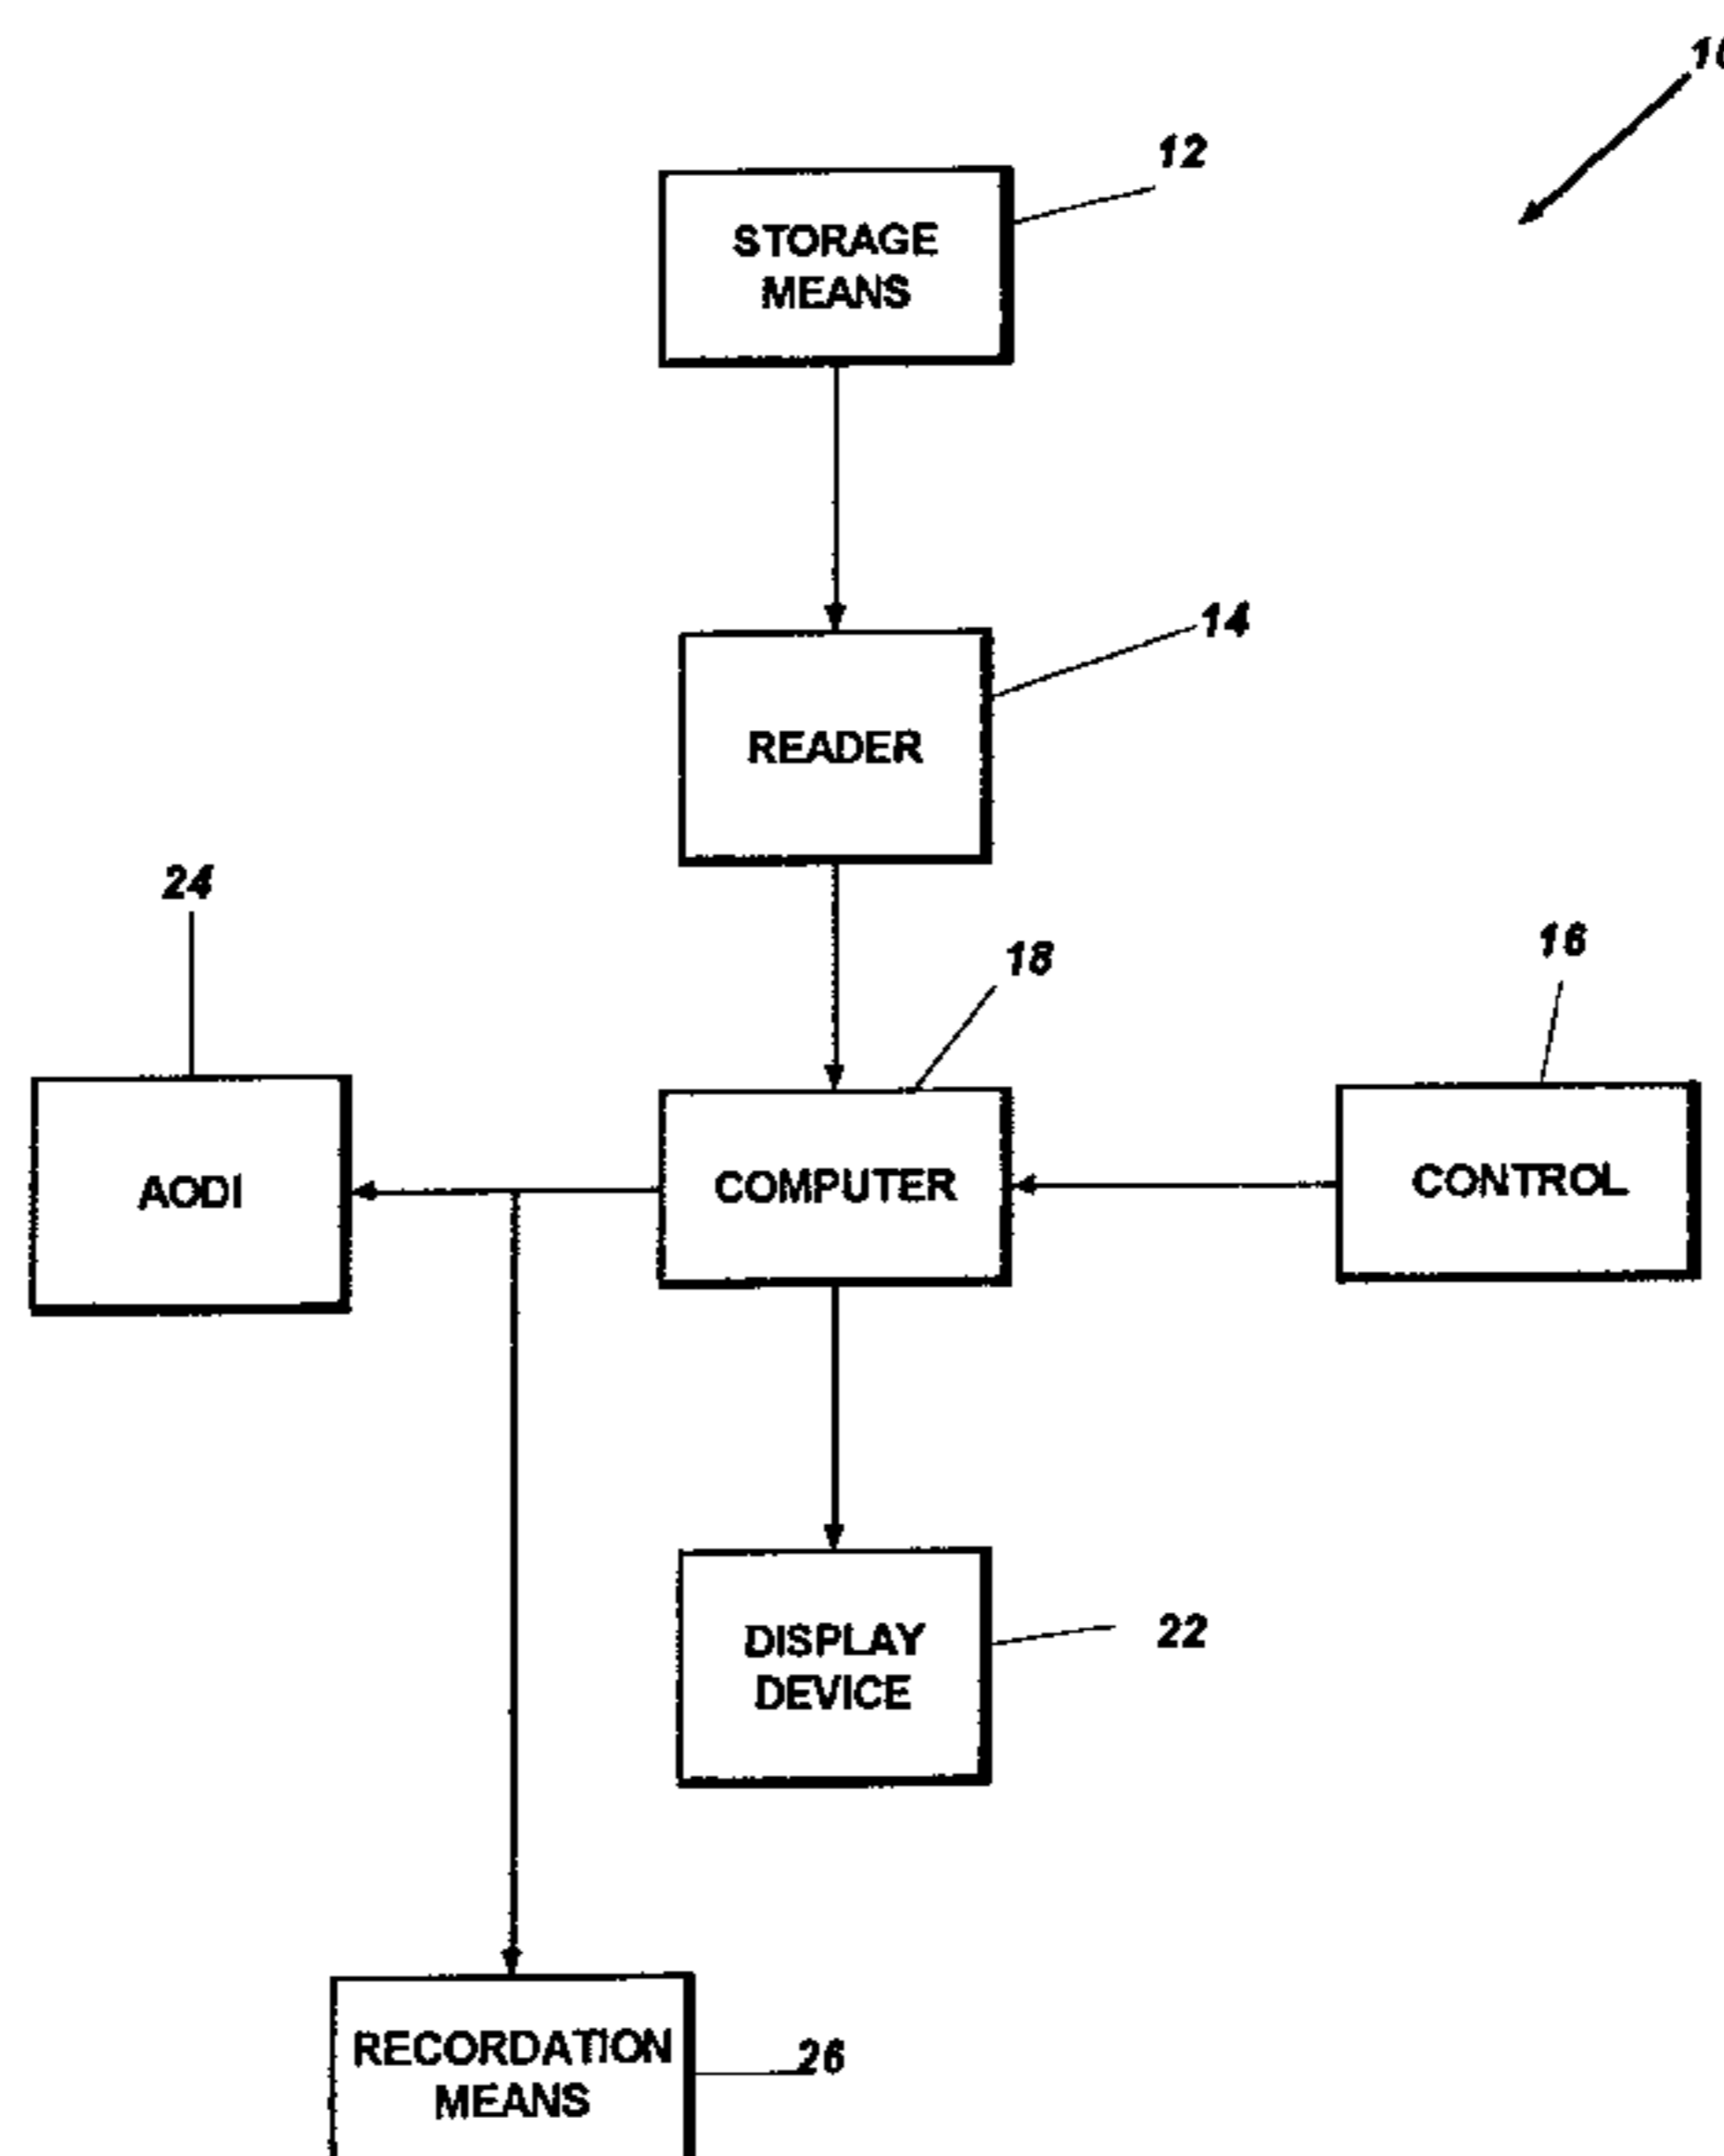 12
STORAGE
MEANS
14
READER
24
18
16
AODI
COMPUTER
CONTROL
DISPLAY
DEVICE
22
RECORDATION
MEANS
26